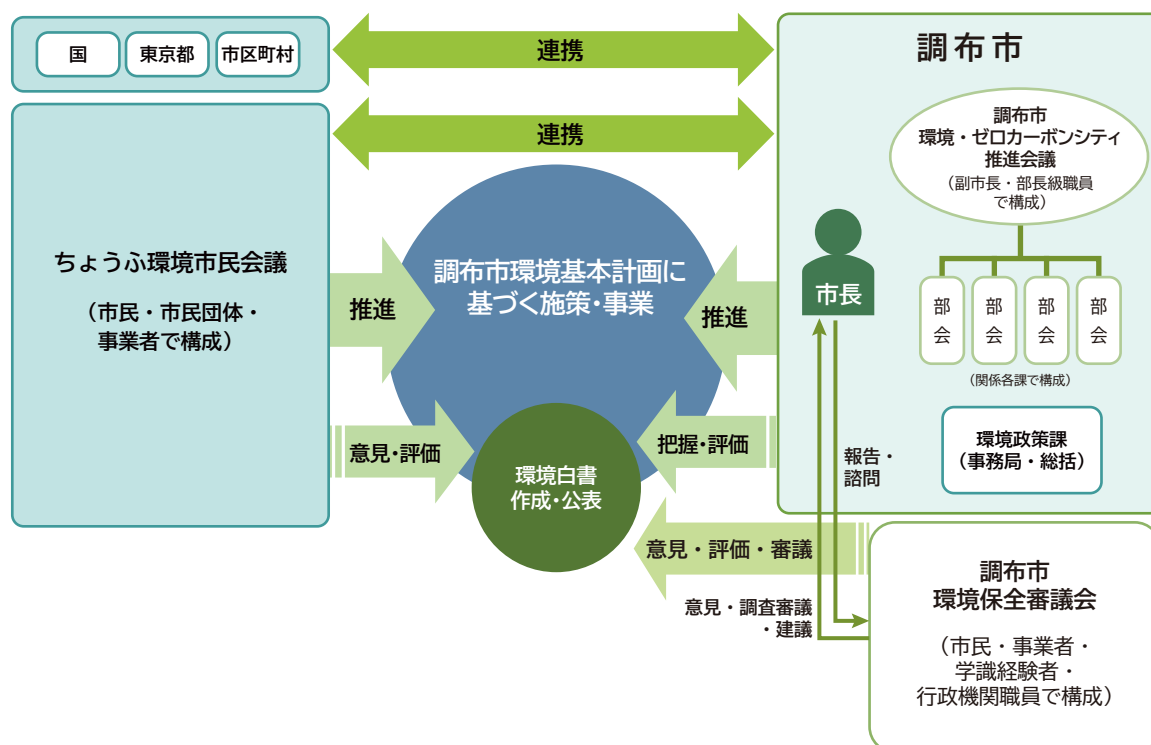 国
東京都
市区町村
連携
調布市
連携
調布市
環境・ゼロカーボンシティ
推進会議
（副市長・部長級職員
で構成）
ちょうふ環境市民会議
（市民・市民団体・
事業者で構成）
推進
調布市環境基本計画に
基づく施策・事業
推進
市長
部会
部会
部会
部会
（関係各課で構成）
意見・評価
環境白書
作成・公表
把握・評価
報告・
諮問
環境政策課
（事務局・総括）
意見・評価・審議
意見・調査審議
・建議
調布市
環境保全審議会
（市民・事業者・
学識経験者・
行政機関職員で構成）